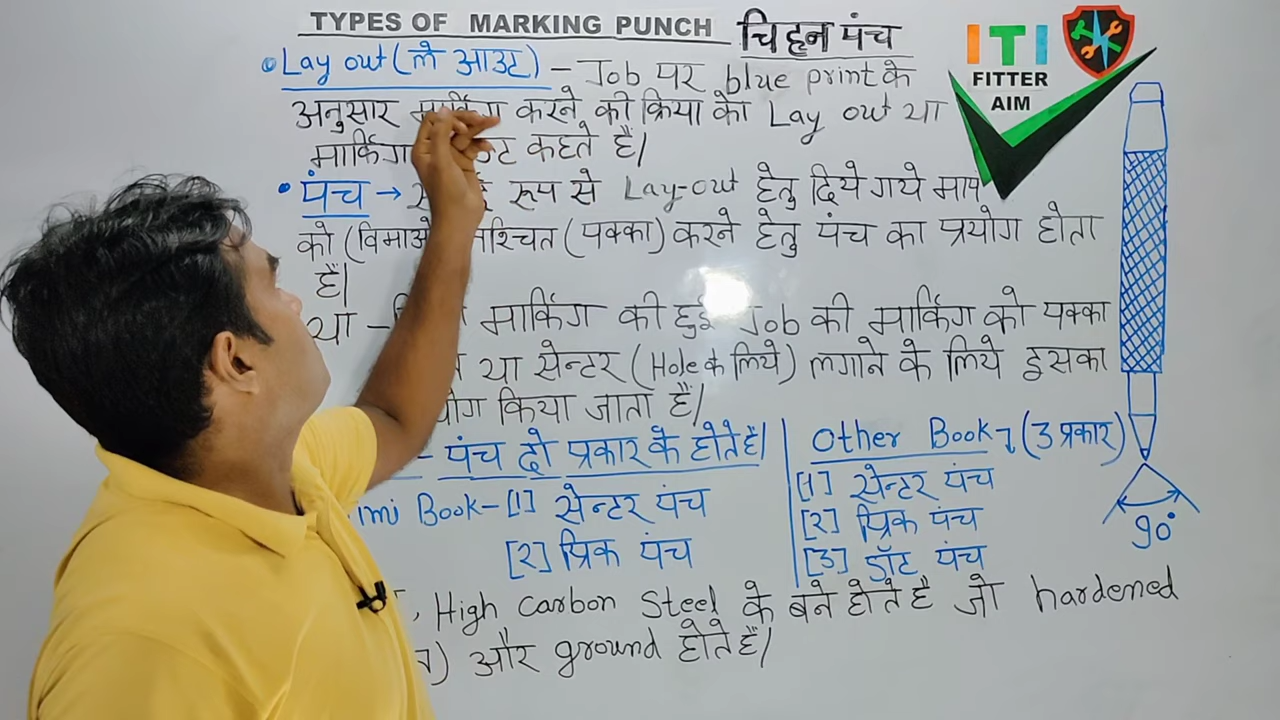 TYPES OF MARKING PUNCH चिह्न पंच
ITI
FITTER
AIM
• Lay out (ले आउट) – Job पर blue print के
अनुसार मार्किंग करने की क्रिया को Lay out या
मार्किंग कहते हैं।
• पंच → रूप से Lay-out हेतु दिये गये माप
को (विमाओ निश्चित (पक्का) करने हेतु पंच का प्रयोग होता
है।
या – मार्किंग की हुई Job की मार्किंग को पक्का
या सेन्टर (Hole के लिये) लगाने के लिये इसका
किया जाता है।
– पंच दो प्रकार के होते हैं।
imi Book – [1] सेन्टर पंच
[2] प्रिक पंच
Other Book (3 प्रकार)
[1] सेन्टर पंच
[2] प्रिक पंच
[3] डॉट पंच
90°
, High Carbon Steel के बने होते है जो hardened
) और ground होते हैं।